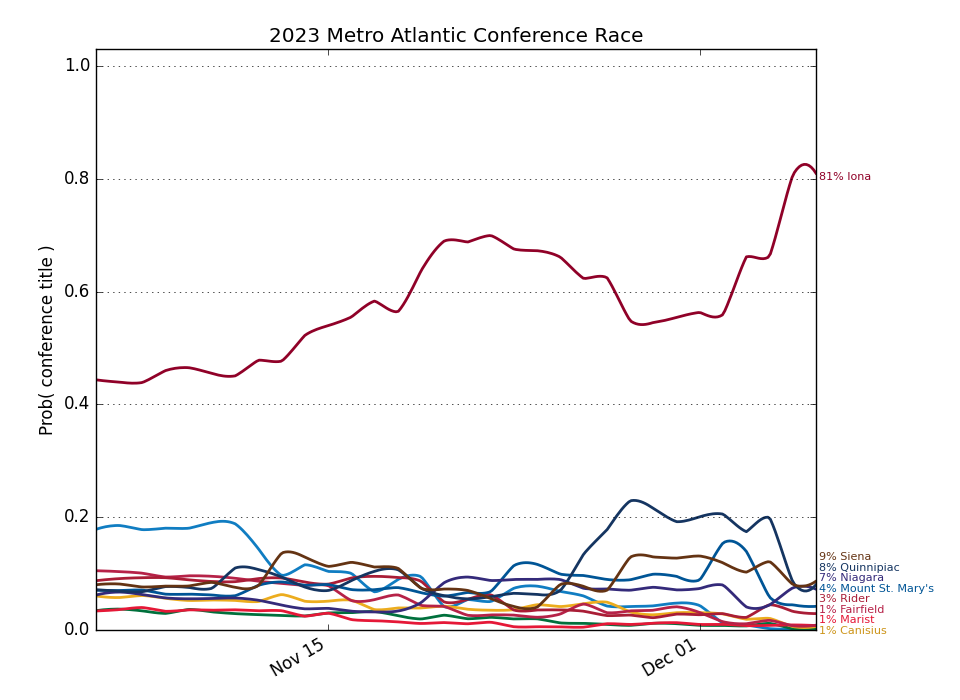 2023 Metro Atlantic Conference Race
1.0
0.8
0.6
0.4
0.2
0.0
Prob( conference title )
Nov 15
Dec 01
81% Iona
9% Siena
8% Quinnipiac
7% Niagara
4% Mount St. Mary's
3% Rider
1% Fairfield
1% Marist
1% Canisius